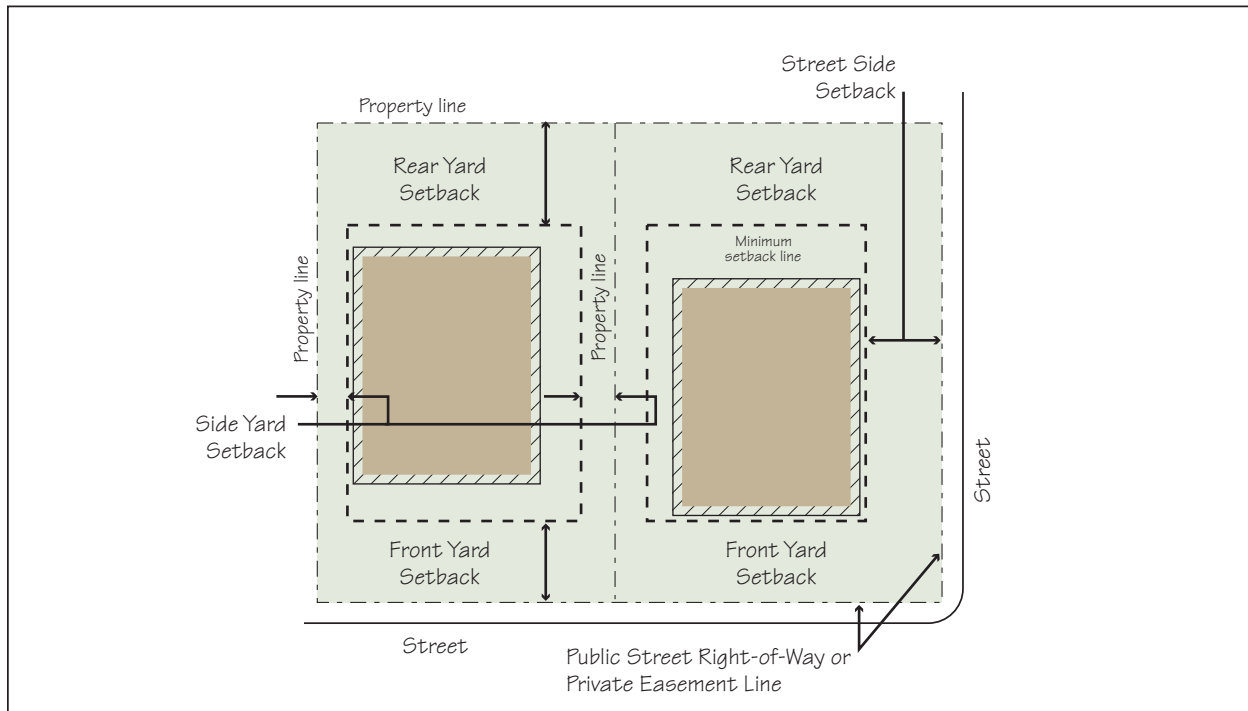 Street Side
Setback
Property line
Rear Yard
Setback
Rear Yard
Setback
Minimum
setback line
Property line
Property line
Side Yard
Setback
Street
Front Yard
Setback
Front Yard
Setback
Street
Public Street Right-of-Way or
Private Easement Line